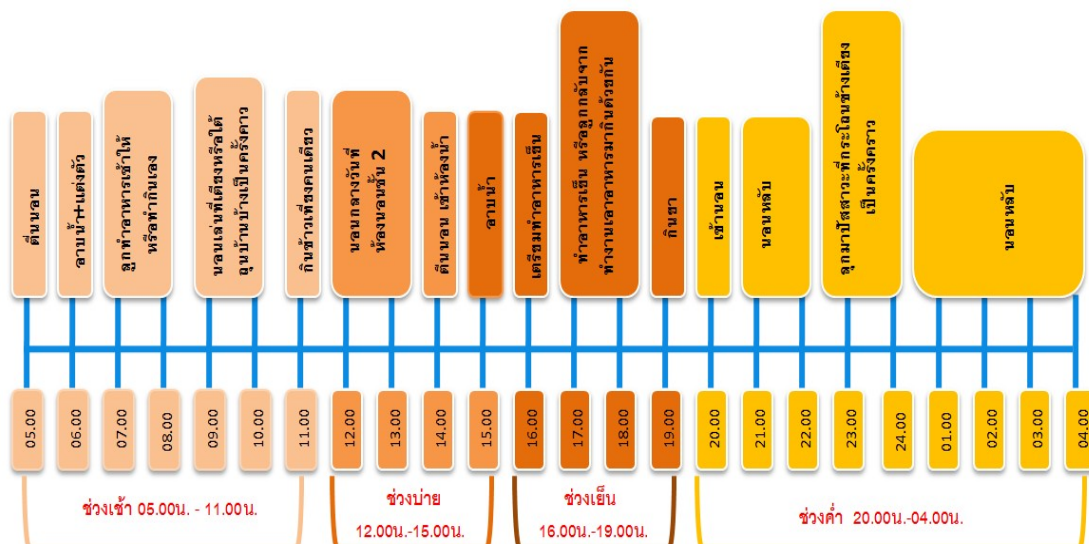 ตื่นนอน
อาบน้ำ+แต่งตัว
ลูกทำอาหารเช้าให้
หรือทำกินเอง
นอนเล่นที่เตียงหรือใต้
ถุนบ้านบ้างเป็นครั้งคาว
กินข้าวเที่ยงคนเดียว
นอนกลางวันที่
ห้องนอนชั้น 2
ตื่นนอน เข้าห้องน้ำ
อาบน้ำ
เตรียมทำอาหารเย็น
ทำอาหารเย็น หรือลูกกลับจาก
ทำงานเอาอาหารมากินด้วยกัน
กินยา
เข้านอน
นอนหลับ
ลุกมาปัสสาวะที่กระโถนข้างเตียง
เป็นครั้งคราว
นอนหลับ
05.00
06.00
07.00
08.00
09.00
10.00
11.00
12.00
13.00
14.00
15.00
16.00
17.00
18.00
19.00
20.00
21.00
22.00
23.00
24.00
01.00
02.00
03.00
04.00
ช่วงเช้า 05.00น. - 11.00น.
ช่วงบ่าย
12.00น.-15.00น.
ช่วงเย็น
16.00น.-19.00น.
ช่วงค่ำ 20.00น.-04.00น.